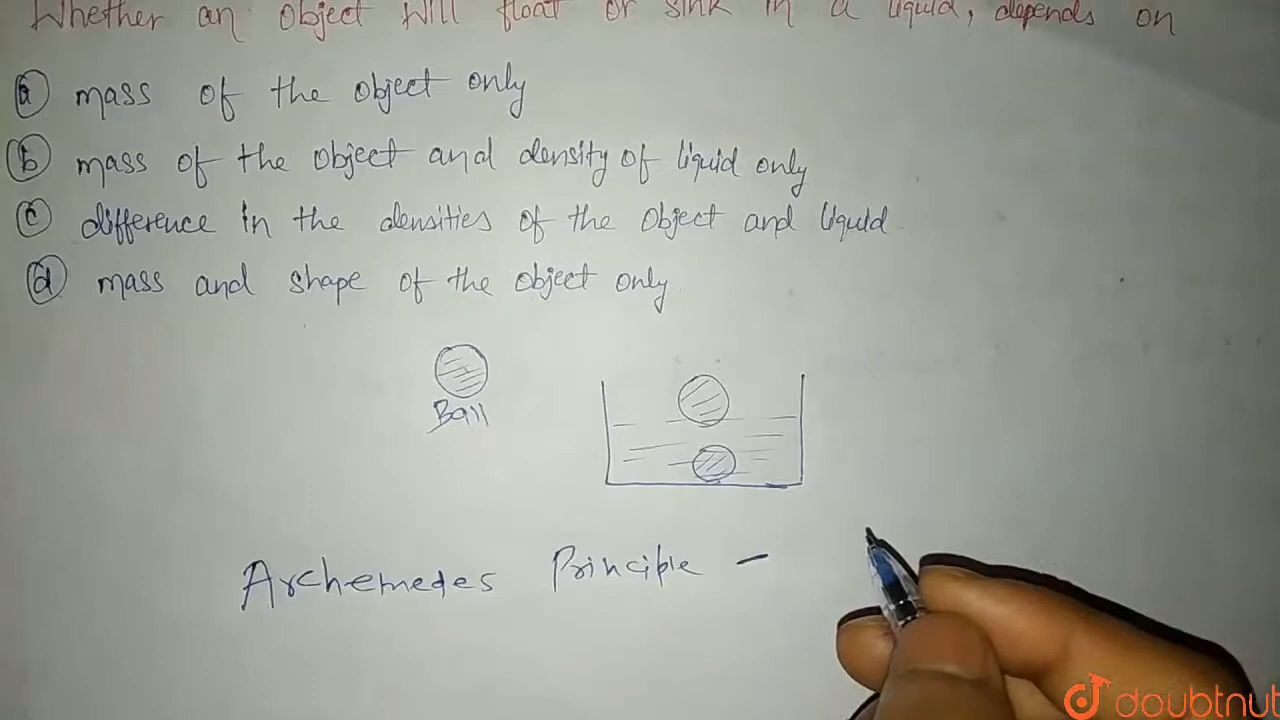 Whether an object will float or sink in a liquid, depends on
a mass of the object only
b mass of the object and density of liquid only
c difference in the densities of the object and liquid
d mass and shape of the object only.
Ball
Archemedes Principle -
doubtnut